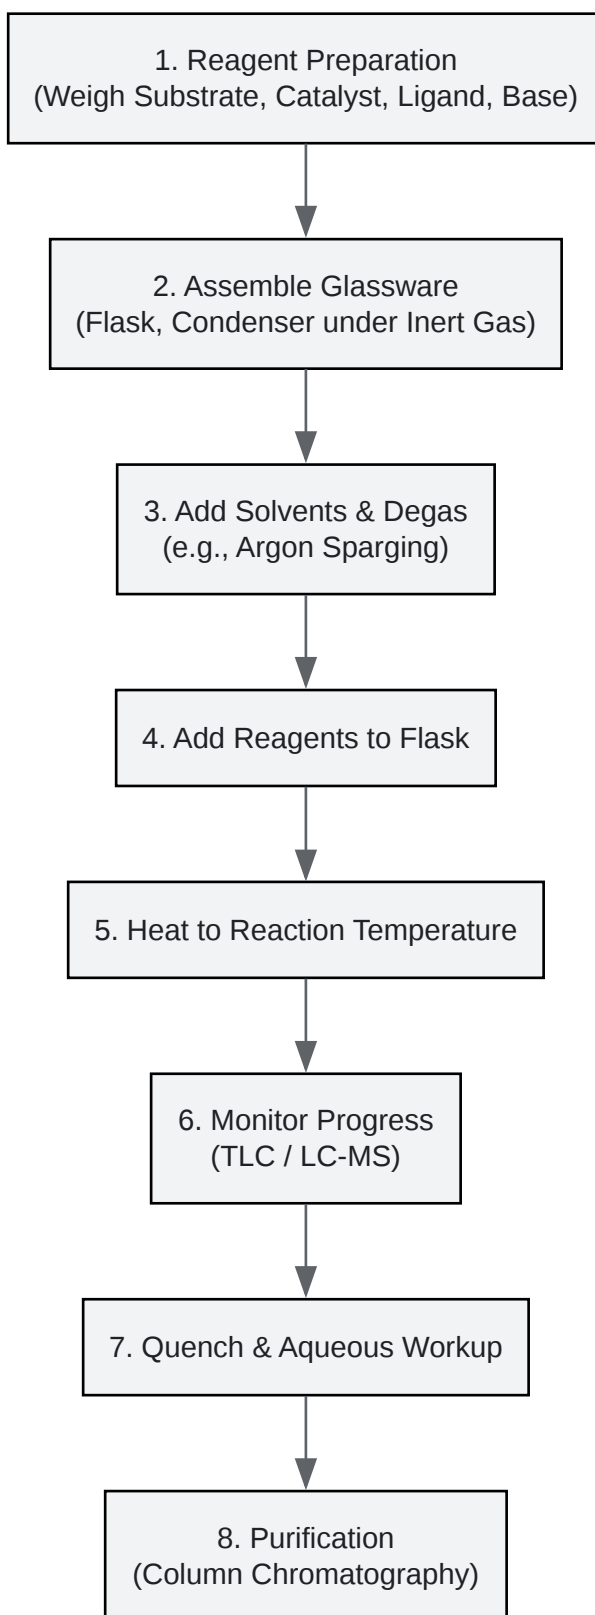 1. Reagent Preparation
(Weigh Substrate, Catalyst, Ligand, Base)
2. Assemble Glassware
(Flask, Condenser under Inert Gas)
3. Add Solvents & Degas
(e.g., Argon Sparging)
4. Add Reagents to Flask
5. Heat to Reaction Temperature
6. Monitor Progress
(TLC / LC-MS)
7. Quench & Aqueous Workup
8. Purification
(Column Chromatography)